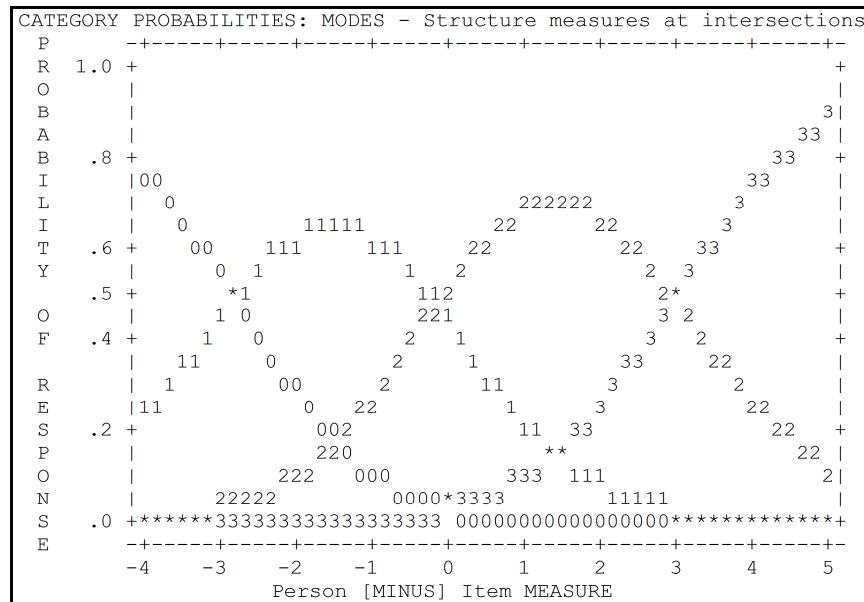 CATEGORY PROBABILITIES: MODES - Structure measures at intersections
P      -+-----+-----+-----+-----+-----+-----+-----+-----+-----+-
R  1.0 +                                                        +
O      |                                                        |
B      |                                                       3|
A      |                                                     33 |
B   .8 +                                                   33   +
I      |00                                               33     |
L      |  0                            222222           3       |
I      |   0         11111           22      22        3        |
T   .6 +    00    111     111      22          22    33         +
Y      |      0  1           1   2              2  3            |
    .5 +       *1             112                2*             +
O      |      1 0             221                3 2            |
F   .4 +     1   0           2   1              3   2           +
       |   11     0         2     1           33     22         |
R      |  1        00      2       11        3         2        |
E      |11           0   22          1      3           22      |
S   .2 +              002             11  33              22    +
P      |              220               **                  22  |
O      |           222   000         333  111                  2|
N      |      22222         0000*3333        11111              |
S   .0 +******333333333333333333 00000000000000000*************+
E      -+-----+-----+-----+-----+-----+-----+-----+-----+-----+-
-4 -3 -2 -1 0 1 2 3 4 5
Person [MINUS] Item MEASURE